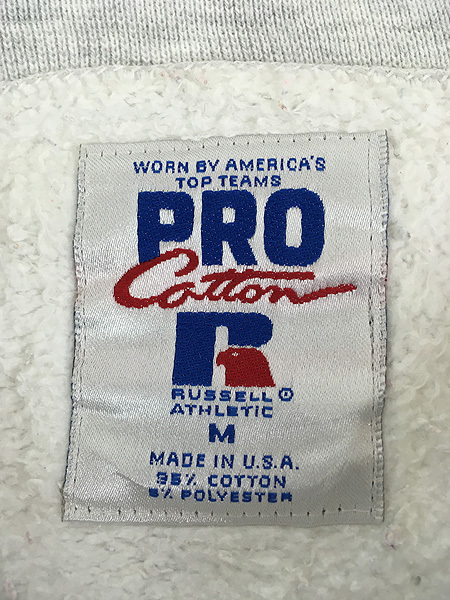 WORN BY AMERICA'S
TOP TEAMS
PRO
Cotton
R
RUSSELL ®
ATHLETIC
M
MADE IN U.S.A.
95% COTTON
5% POLYESTER